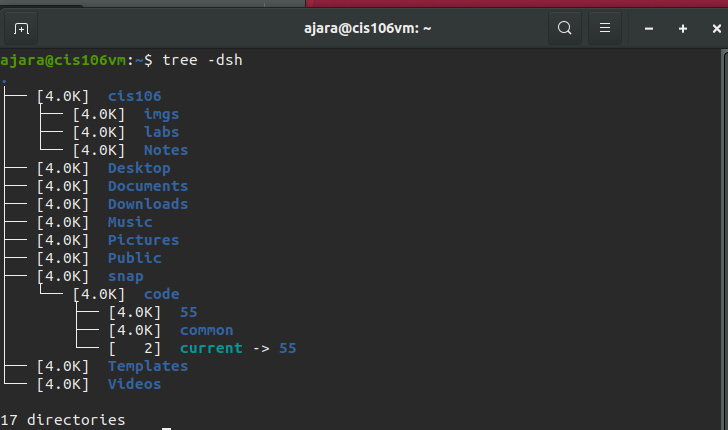 ajara@cis106vm: ~
ajara@cis106vm:~$ tree -dsh
.
├── [4.0K]  cis106
│   ├── [4.0K]  imgs
│   ├── [4.0K]  labs
│   └── [4.0K]  Notes
├── [4.0K]  Desktop
├── [4.0K]  Documents
├── [4.0K]  Downloads
├── [4.0K]  Music
├── [4.0K]  Pictures
├── [4.0K]  Public
├── [4.0K]  snap
│   └── [4.0K]  code
│       ├── [4.0K]  55
│       ├── [4.0K]  common
│       └── [   2]  current -> 55
├── [4.0K]  Templates
└── [4.0K]  Videos
17 directories